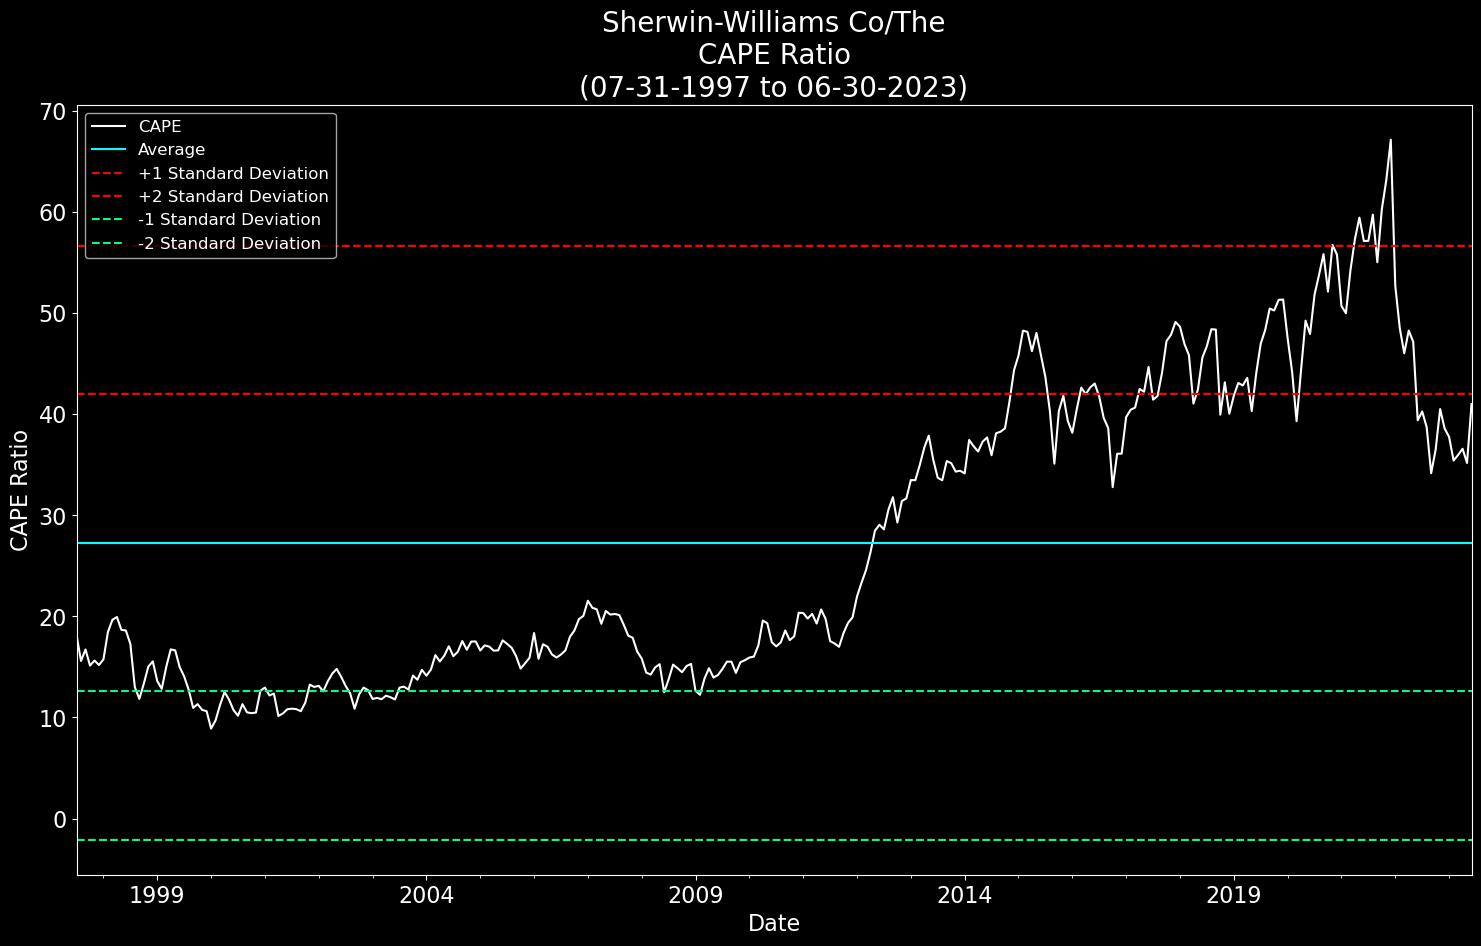 Sherwin-Williams Co/The
CAPE Ratio
(07-31-1997 to 06-30-2023)
CAPE
Average
+1 Standard Deviation
+2 Standard Deviation
-1 Standard Deviation
-2 Standard Deviation
CAPE Ratio
70
60
50
40
30
20
10
0
1999
2004
2009
2014
2019
Date